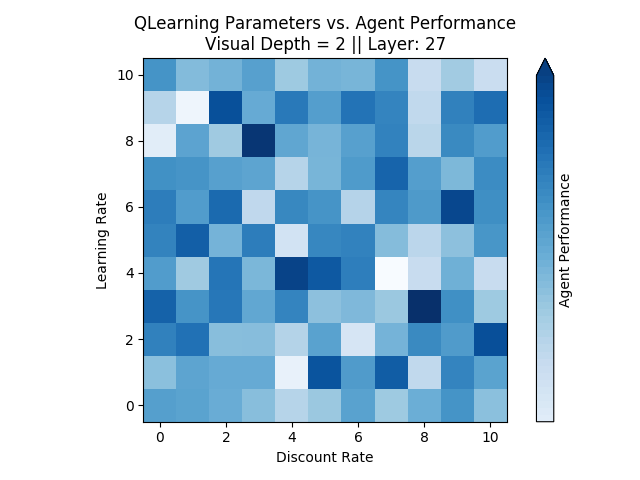 QLearning Parameters vs. Agent Performance
Visual Depth = 2 || Layer: 27
10
8
6
4
2
0
Learning Rate
0 2 4 6 8 10
Discount Rate
Agent Performance